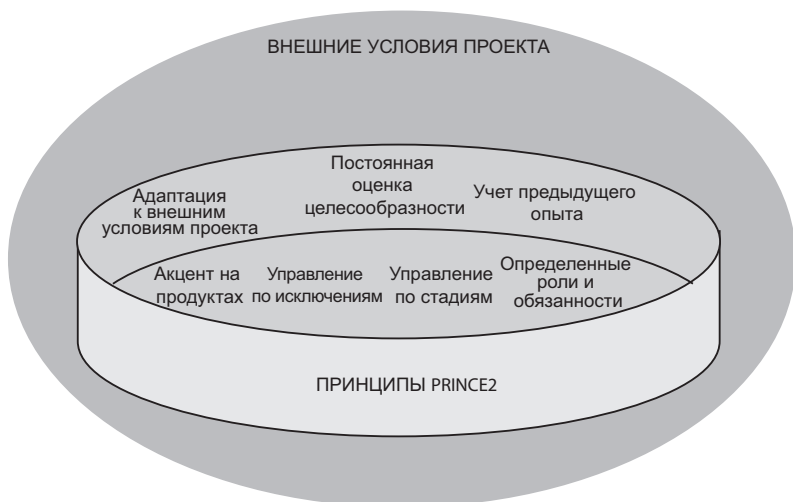 ВНЕШНИЕ УСЛОВИЯ ПРОЕКТА
Постоянная
оценка
целесообразности
Адаптация
к внешним
условиям проекта
Учет предыдущего
опыта
Акцент на
продуктах
Управление
по исключениям
Управление
по стадиям
Определенные
роли и
обязанности
ПРИНЦИПЫ PRINCE2